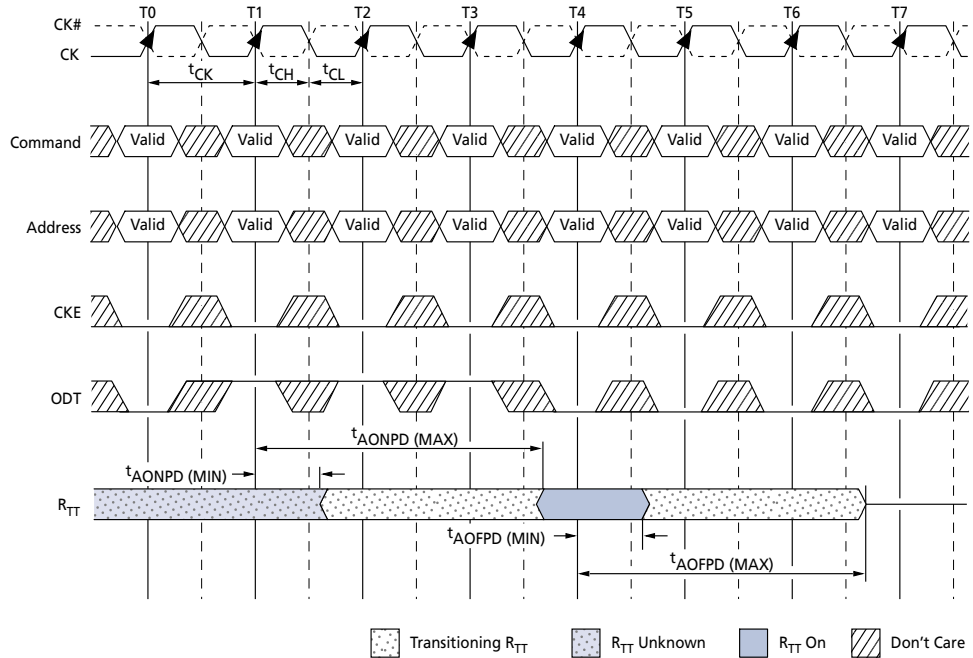 T0 T1 T2 T3 T4 T5 T6 T7
CK#
CK
tCK tCH tCL
Command Valid Valid Valid Valid Valid Valid Valid Valid
Address Valid Valid Valid Valid Valid Valid Valid Valid
CKE
ODT
tAONPD (MAX)
tAONPD (MIN)
RTT
tAOFPD (MIN)
tAOFPD (MAX)
Transitioning RTT RTT Unknown RTT On Don't Care